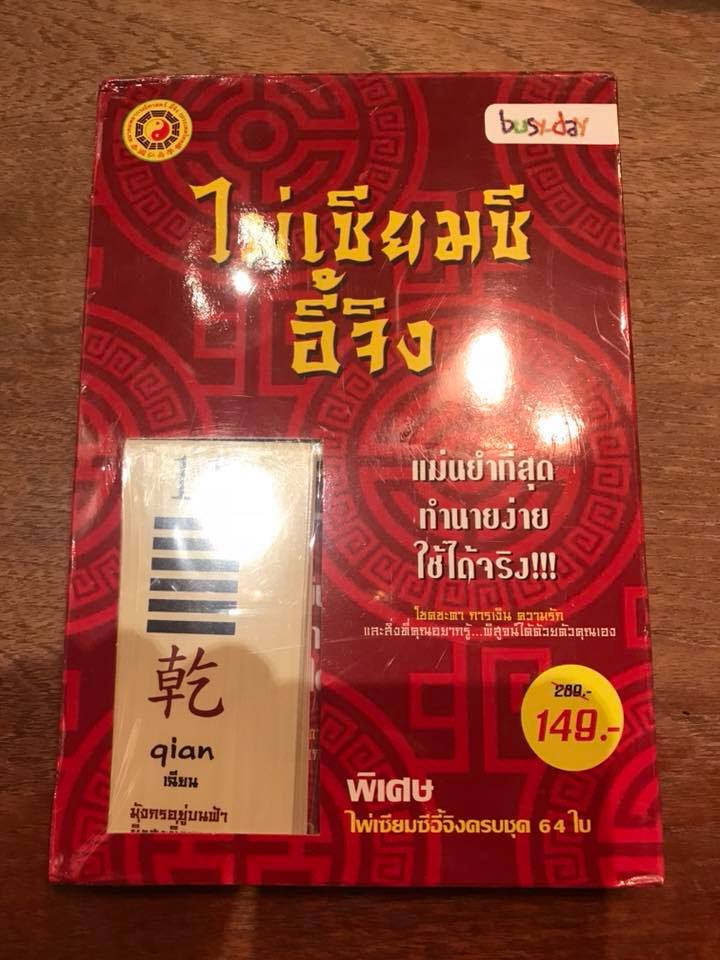 busy-day
ไพ่เซียมซี
อี้จิง
แม่นยำที่สุด
ทำนายง่าย
ใช้ได้จริง!!!
โชคชะตา การเงิน ความรัก
และสิ่งที่คุณอยากรู้...พิสูจน์ได้ด้วยตัวคุณเอง
289.-
149.-
乾
qian
เฉียน
มังกรอยู่บนฟ้า
พิเศษ
ไพ่เซียมซีอี้จิงครบชุด 64 ใบ